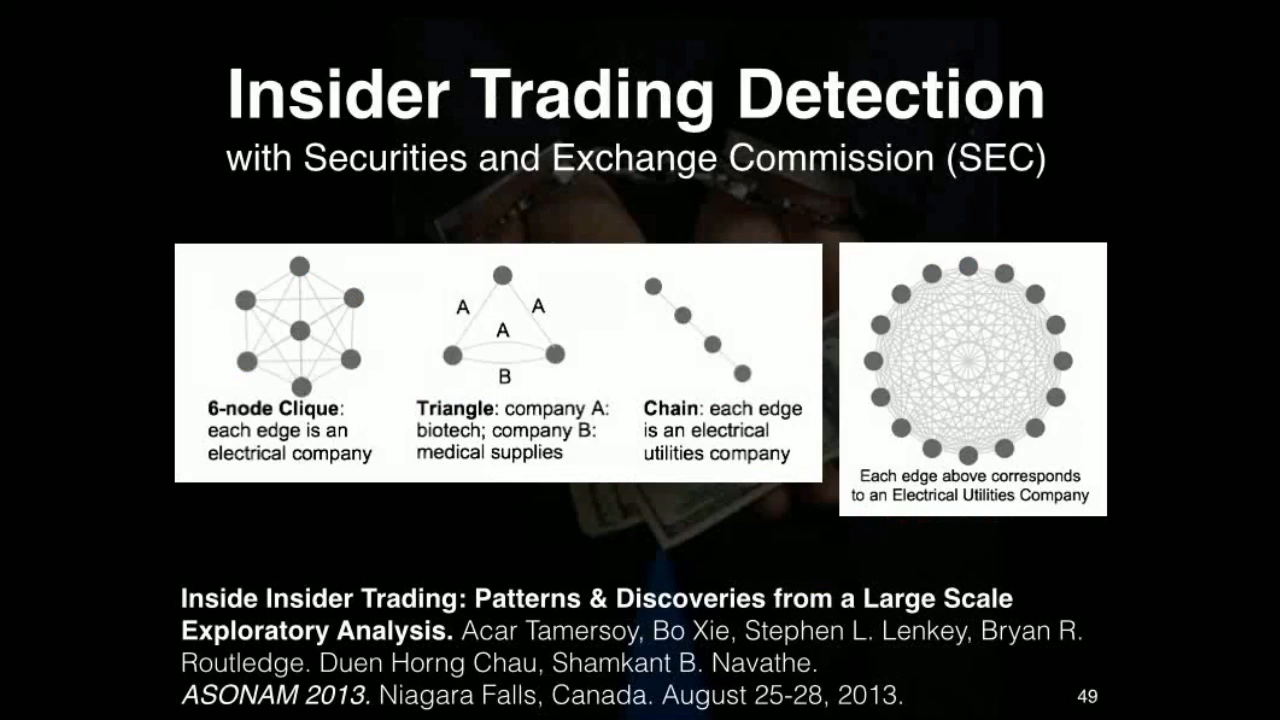 Insider Trading Detection
with Securities and Exchange Commission (SEC)
A
A
A
B
6-node Clique:
each edge is an
electrical company
Triangle: company A:
biotech; company B:
medical supplies
Chain: each edge
is an electrical
utilities company
Each edge above corresponds
to an Electrical Utilities Company
Inside Insider Trading: Patterns & Discoveries from a Large Scale
Exploratory Analysis. Acar Tamersoy, Bo Xie, Stephen L. Lenkey, Bryan R.
Routledge. Duen Horng Chau, Shamkant B. Navathe.
ASONAM 2013. Niagara Falls, Canada. August 25-28, 2013.
49